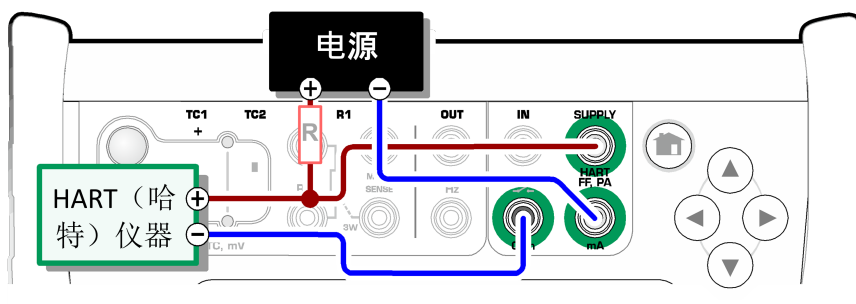 电源
+ −
TC1 TC2 R1 OUT IN SUPPLY
+
R
HART
FF, PA
SENSE
Hz
3W
HART（哈 +
特）仪器 −
TC, mV
mA